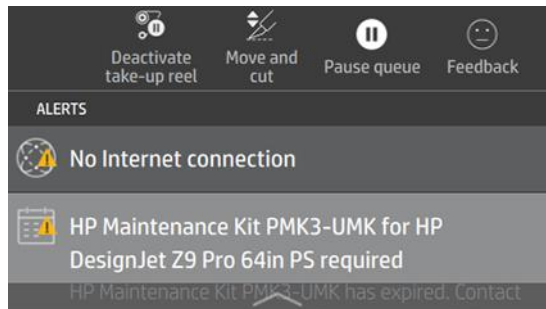 Deactivate
take-up reel
Move and
cut
Pause queue
Feedback
ALERTS
No Internet connection
HP Maintenance Kit PMK3-UMK for HP
DesignJet Z9 Pro 64in PS required
HP Maintenance Kit PMK3-UMK has expired. Contact